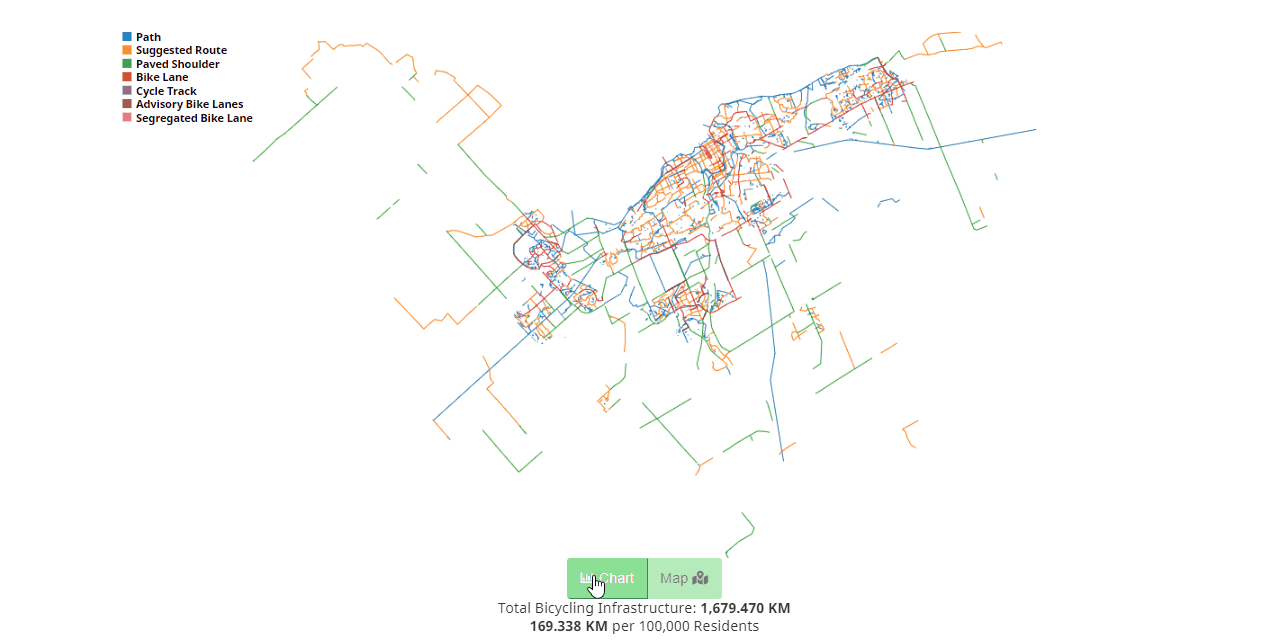 Path
Suggested Route
Paved Shoulder
Bike Lane
Cycle Track
Advisory Bike Lanes
Segregated Bike Lane
Chart
Map
Total Bicycling Infrastructure: 1,679.470 KM
169.338 KM per 100,000 Residents